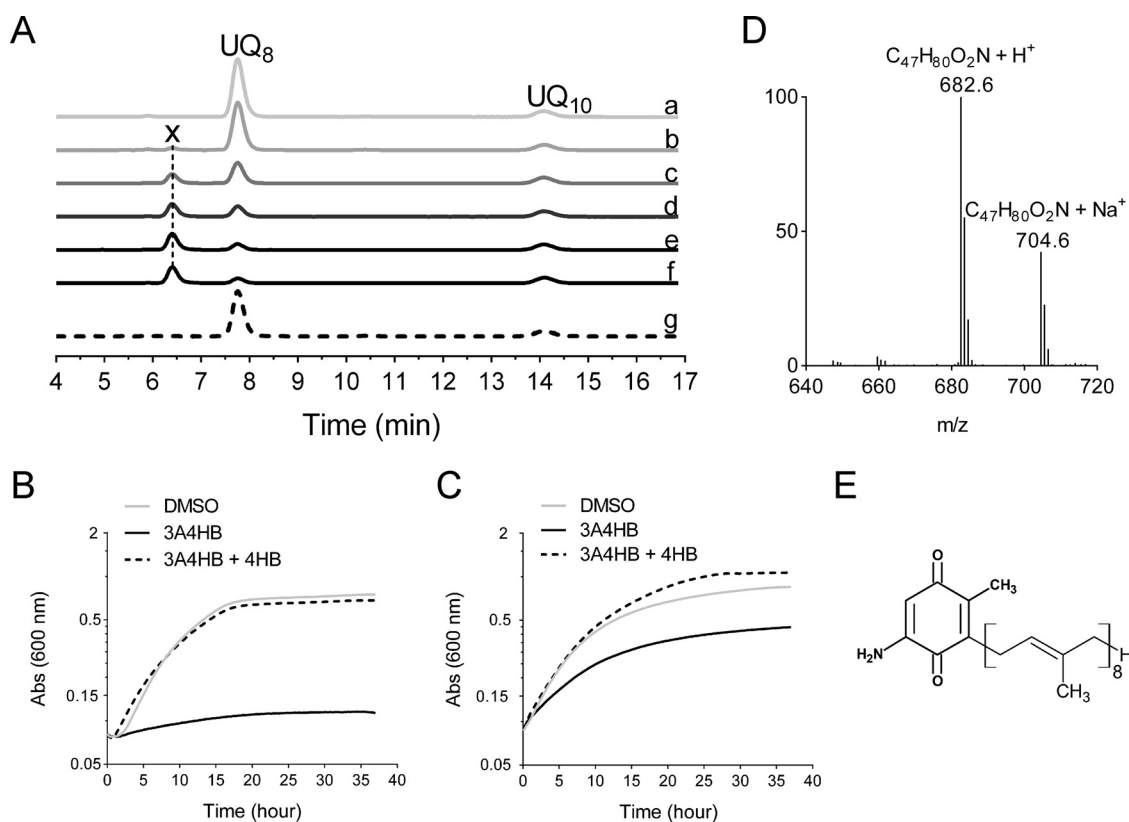 A
UQ₈
UQ₁₀
x
a
b
c
d
e
f
g
4 5 6 7 8 9 10 11 12 13 14 15 16 17
Time (min)
D
C₄₇H₈₀O₂N + H⁺
682.6
C₄₇H₈₀O₂N + Na⁺
704.6
100
50
0
640 660 680 700 720
m/z
B
DMSO
3A4HB
3A4HB + 4HB
Abs (600 nm)
2
0.5
0.15
0.05
0 5 10 15 20 25 30 35 40
Time (hour)
C
DMSO
3A4HB
3A4HB + 4HB
Abs (600 nm)
2
0.5
0.15
0.05
0 5 10 15 20 25 30 35 40
Time (hour)
E
O
CH₃
H₂N
O
H
8
CH₃